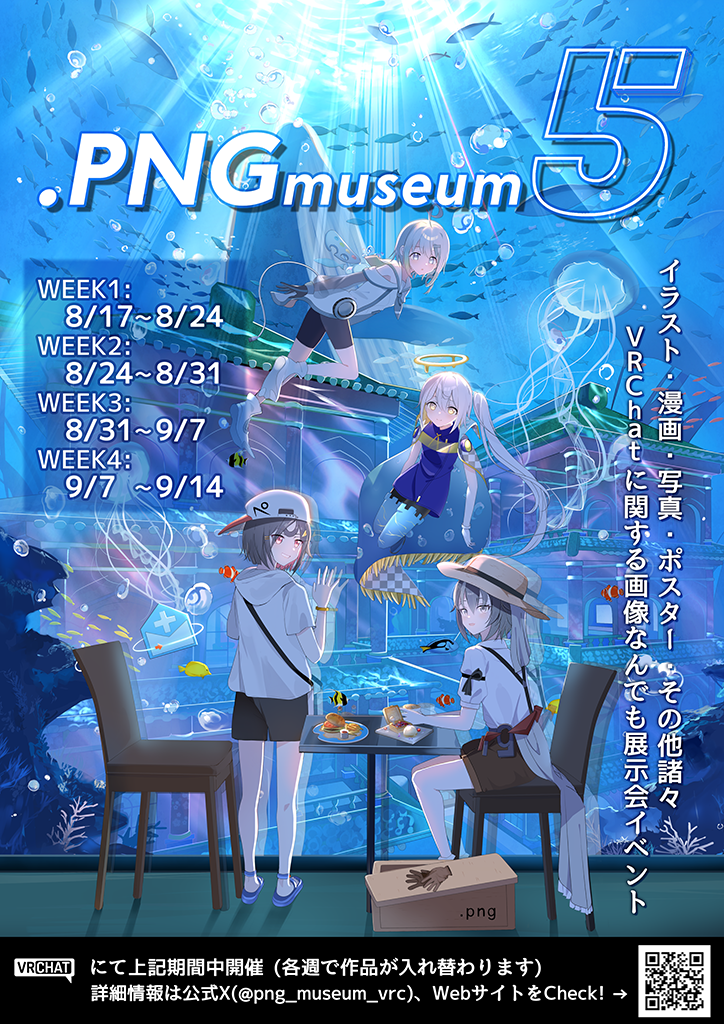 .PNGmuseum5
WEEK1:
8/17~8/24
WEEK2:
8/24~8/31
WEEK3:
8/31~9/7
WEEK4:
9/7 ~9/14
イラスト・漫画・写真・ポスター・その他諸々
VRChatに関する画像なんでも展示会イベント
.png
VRCHAT にて上記期間中開催（各週で作品が入れ替わります）
詳細情報は公式X(@png_museum_vrc)、WebサイトをCheck! →